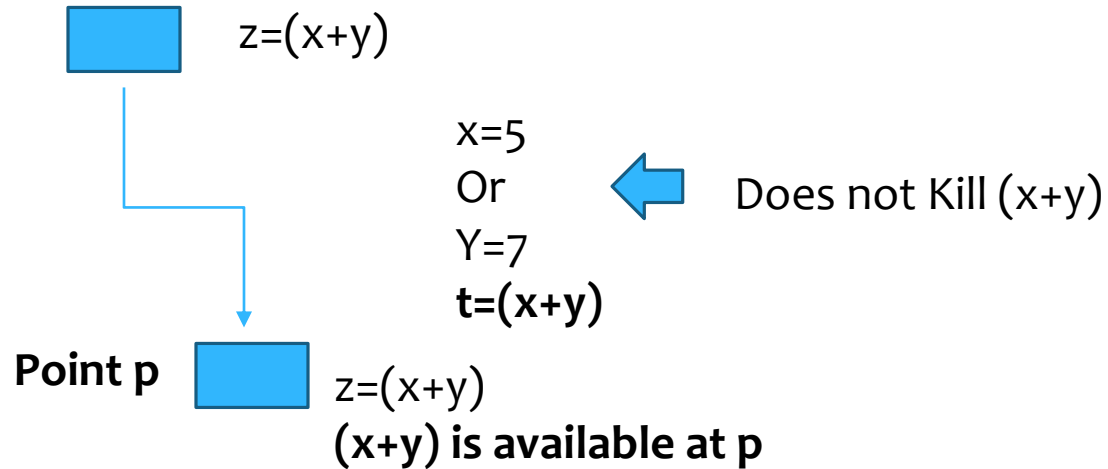 z=(x+y)
x=5
Or
Y=7
t=(x+y)
Does not Kill (x+y)
Point p
z=(x+y)
(x+y) is available at p